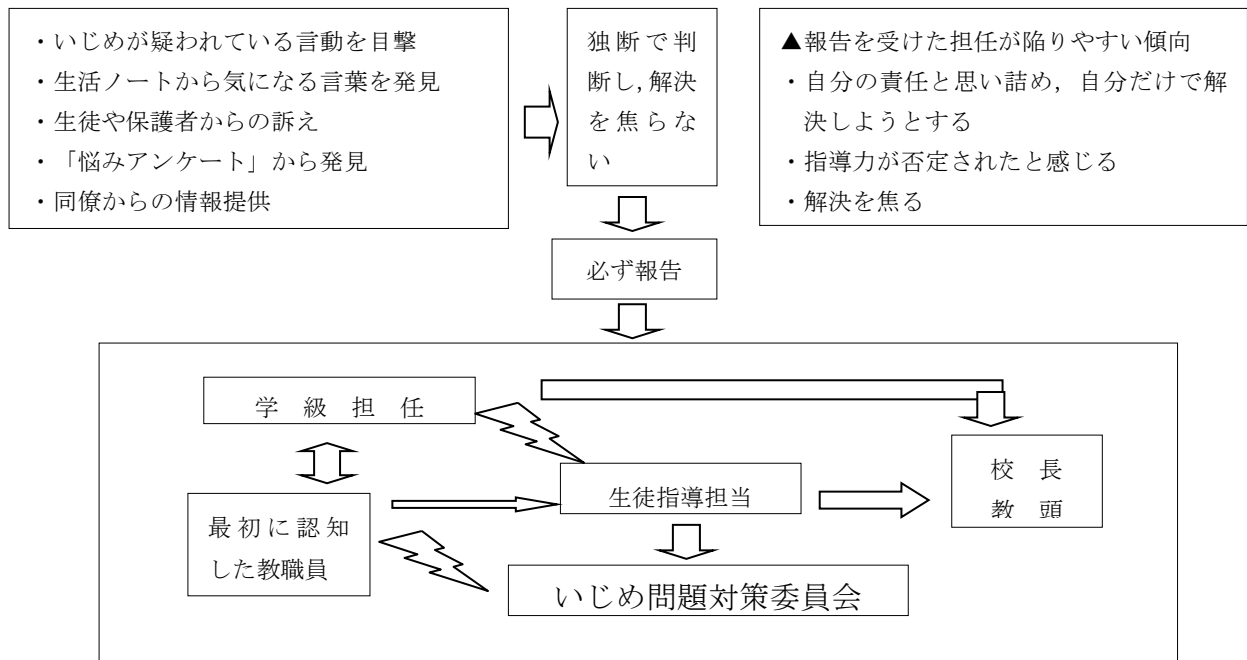 ・いじめが疑われている言動を目撃
・生活ノートから気になる言葉を発見
・生徒や保護者からの訴え
・「悩みアンケート」から発見
・同僚からの情報提供
独断で判
断し,解決
を焦らな
い
▲報告を受けた担任が陥りやすい傾向
・自分の責任と思い詰め，自分だけで解
決しようとする
・指導力が否定されたと感じる
・解決を焦る
必ず報告
学 級 担 任
校 長
教 頭
生徒指導担当
最初に認知
した教職員
いじめ問題対策委員会